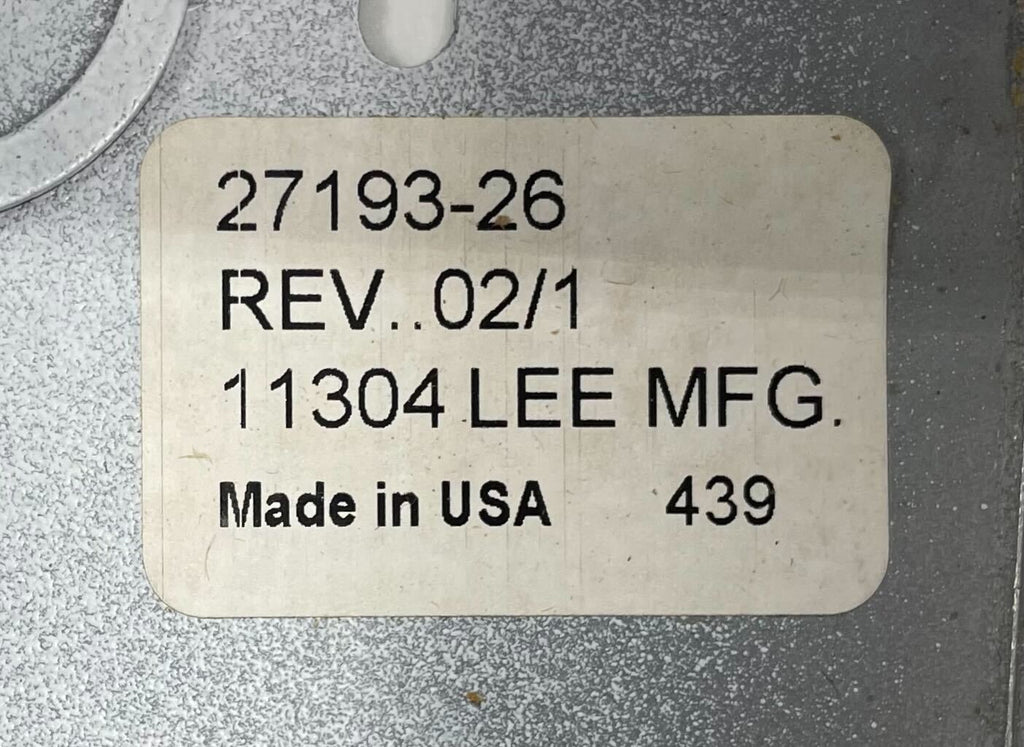 27193-26
REV..02/1
11304 LEE MFG.
Made in USA 439